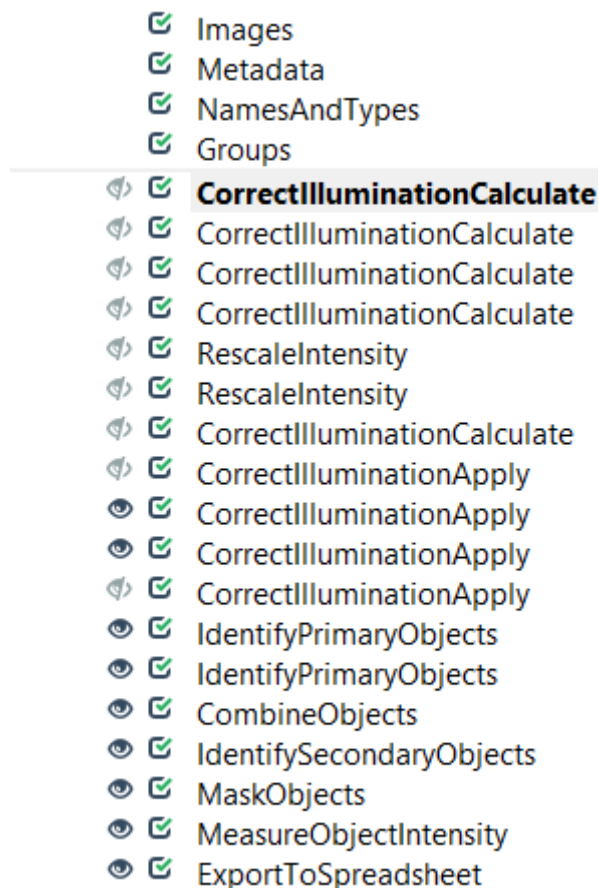 Images
Metadata
NamesAndTypes
Groups
CorrectIlluminationCalculate
CorrectIlluminationCalculate
CorrectIlluminationCalculate
CorrectIlluminationCalculate
RescaleIntensity
RescaleIntensity
CorrectIlluminationCalculate
CorrectIlluminationApply
CorrectIlluminationApply
CorrectIlluminationApply
CorrectIlluminationApply
IdentifyPrimaryObjects
IdentifyPrimaryObjects
CombineObjects
IdentifySecondaryObjects
MaskObjects
MeasureObjectIntensity
ExportToSpreadsheet